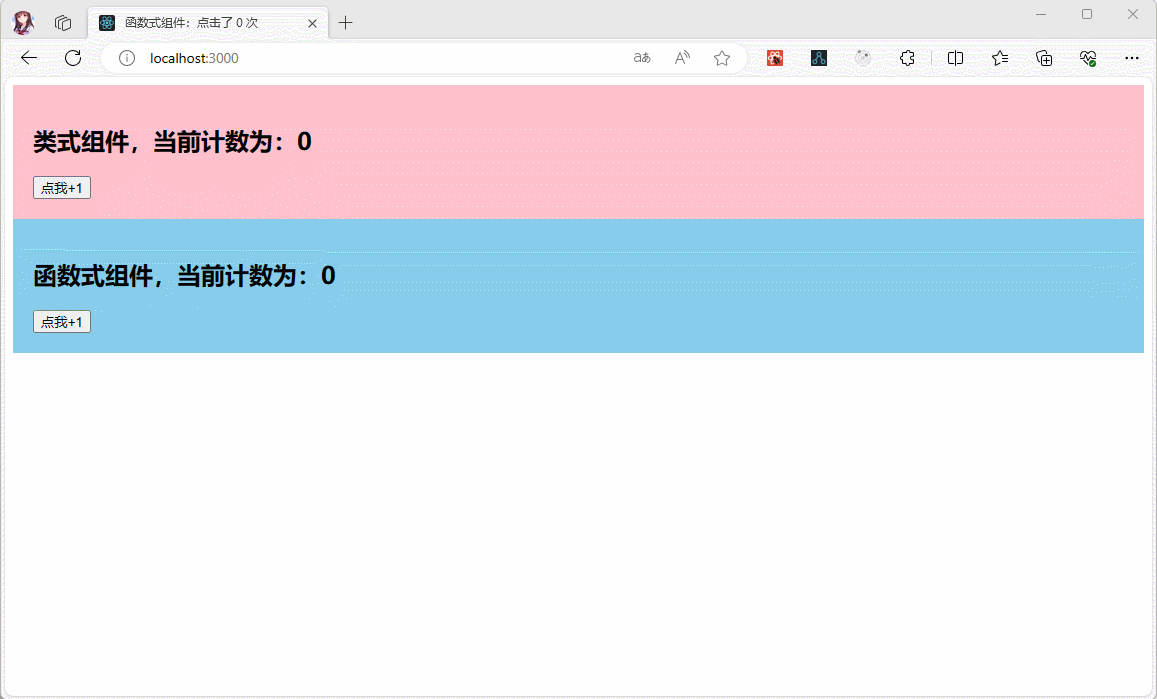 函数式组件：点击了 0 次
localhost:3000
aあ
A
类式组件，当前计数为：0
点我+1
函数式组件，当前计数为：0
点我+1